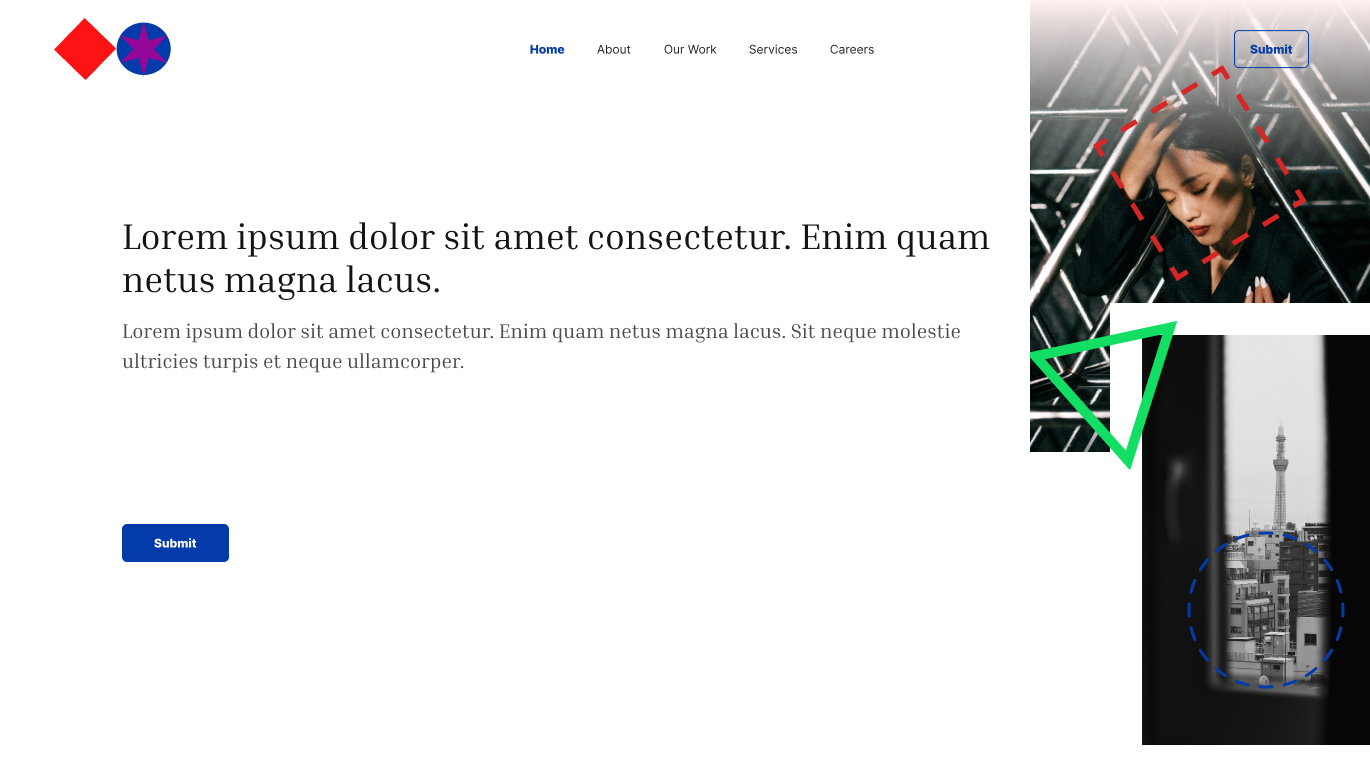 Home
About
Our Work
Services
Careers
Submit
Lorem ipsum dolor sit amet consectetur. Enim quam
netus magna lacus.
Lorem ipsum dolor sit amet consectetur. Enim quam netus magna lacus. Sit neque molestie
ultricies turpis et neque ullamcorper.
Submit